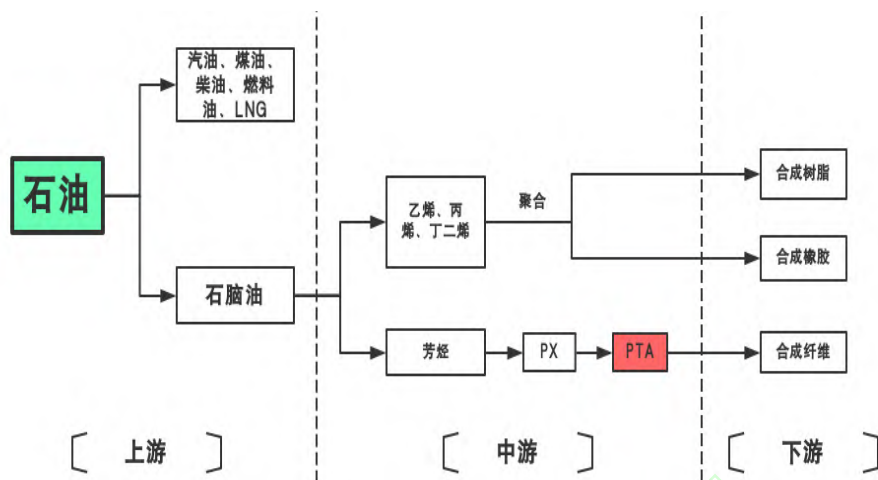 汽油、煤油、
柴油、燃料
油、LNG
石油
石脑油
乙烯、丙
烯、丁二烯
聚合
芳烃
PX
PTA
合成树脂
合成橡胶
合成纤维
上游
中游
下游